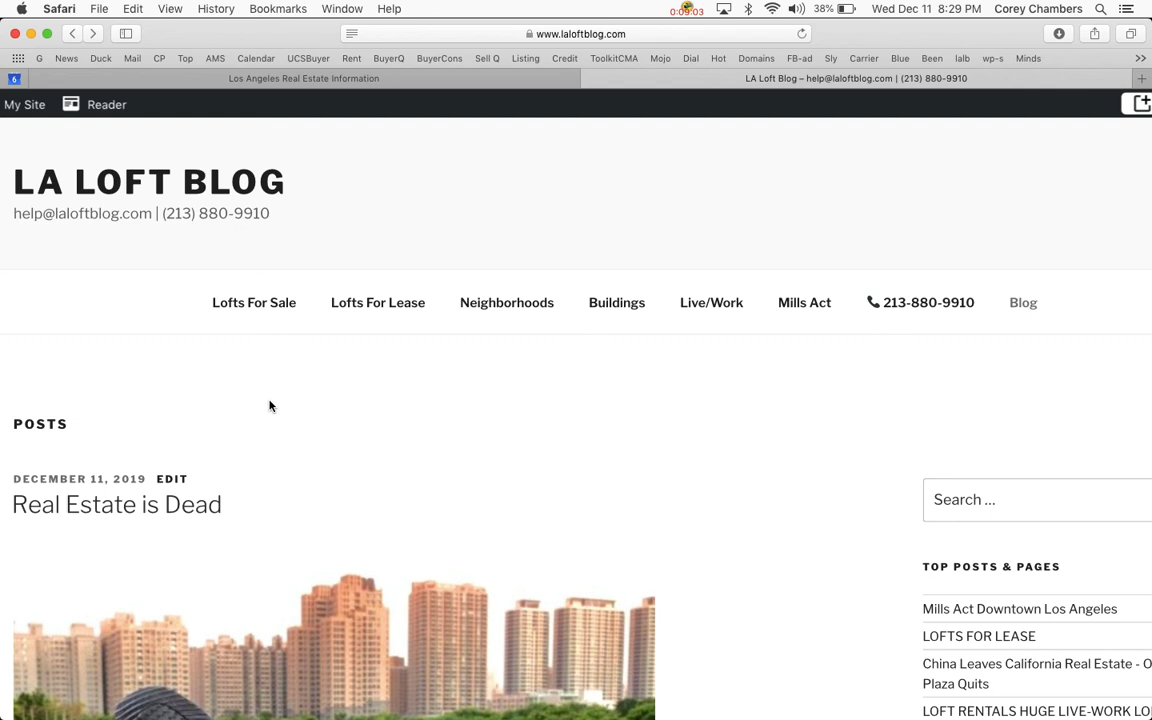 Safari File Edit View History Bookmarks Window Help 0:09:03 38% Wed Dec 11 8:29 PM Corey Chambers
www.laloftblog.com
G News Duck Mail CP Top AMS Calendar UCSBuyer Rent BuyerQ BuyerCons Sell Q Listing Credit ToolkitCMA Mojo Dial Hot Domains FB-ad Sly Carrier Blue Been lalb wp-s Minds >>
6 Los Angeles Real Estate Information LA Loft Blog – help@laloftblog.com | (213) 880-9910 +
My Site Reader
LA LOFT BLOG
help@laloftblog.com | (213) 880-9910
Lofts For Sale Lofts For Lease Neighborhoods Buildings Live/Work Mills Act 213-880-9910 Blog
POSTS
DECEMBER 11, 2019 EDIT
Real Estate is Dead
Search …
TOP POSTS & PAGES
Mills Act Downtown Los Angeles
LOFTS FOR LEASE
China Leaves California Real Estate - O
Plaza Quits
LOFT RENTALS HUGE LIVE-WORK LO